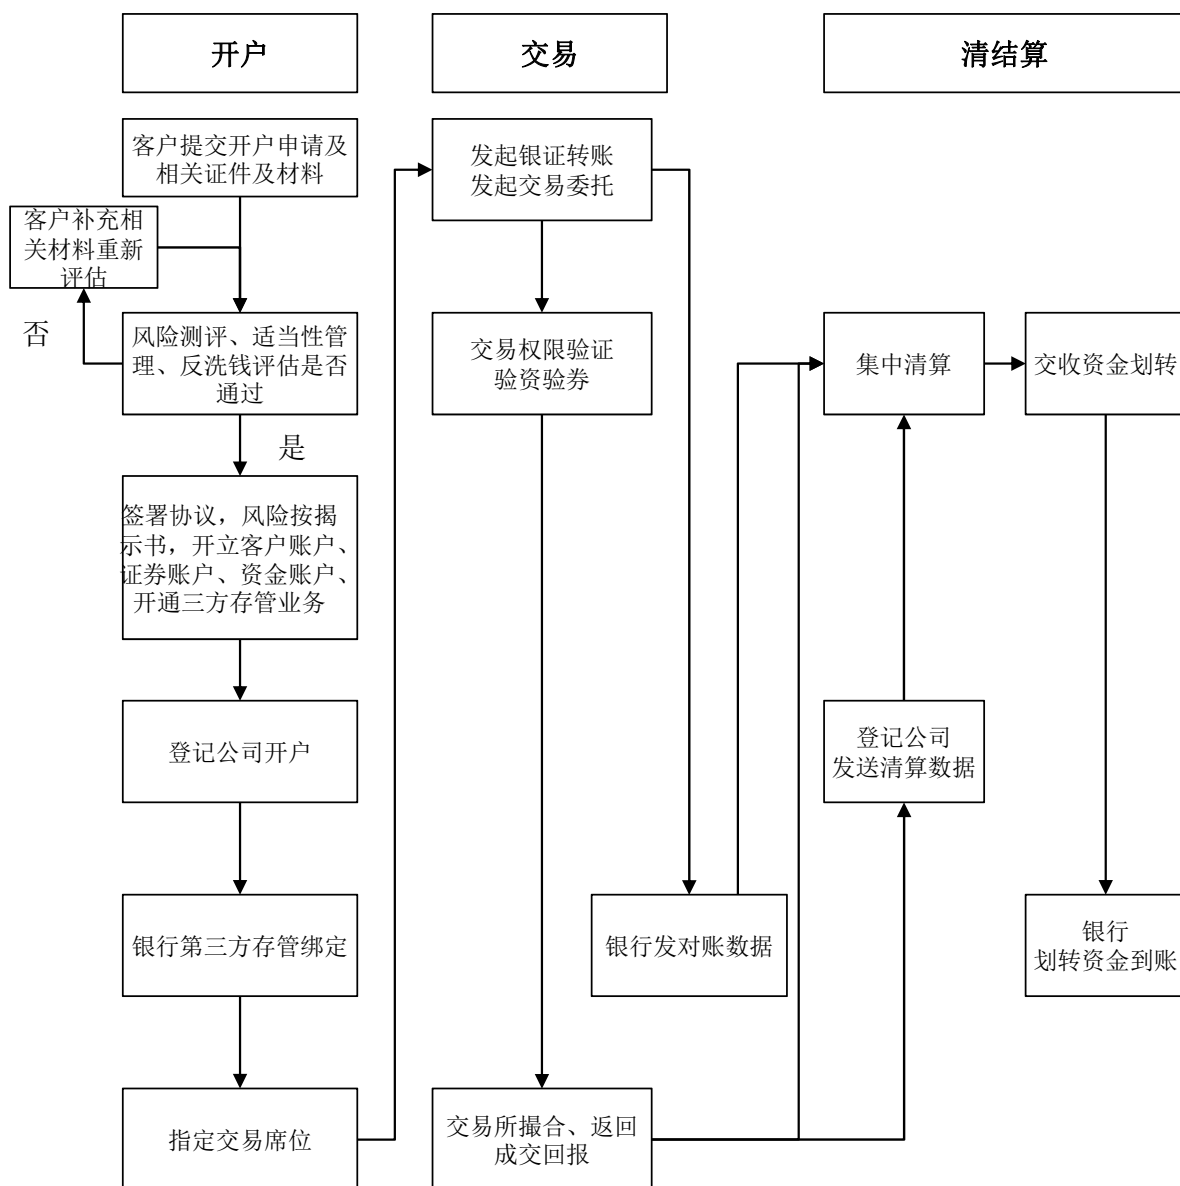 开户
交易
清结算
客户提交开户申请及
相关证件及材料
客户补充相
关材料重新
评估
否
风险测评、适当性管
理、反洗钱评估是否
通过
是
签署协议，风险按揭
示书，开立客户账户、
证券账户、资金账户、
开通三方存管业务
登记公司开户
银行第三方存管绑定
指定交易席位
发起银证转账
发起交易委托
交易权限验证
验资验券
银行发对账数据
交易所撮合、返回
成交回报
集中清算
交收资金划转
登记公司
发送清算数据
银行
划转资金到账